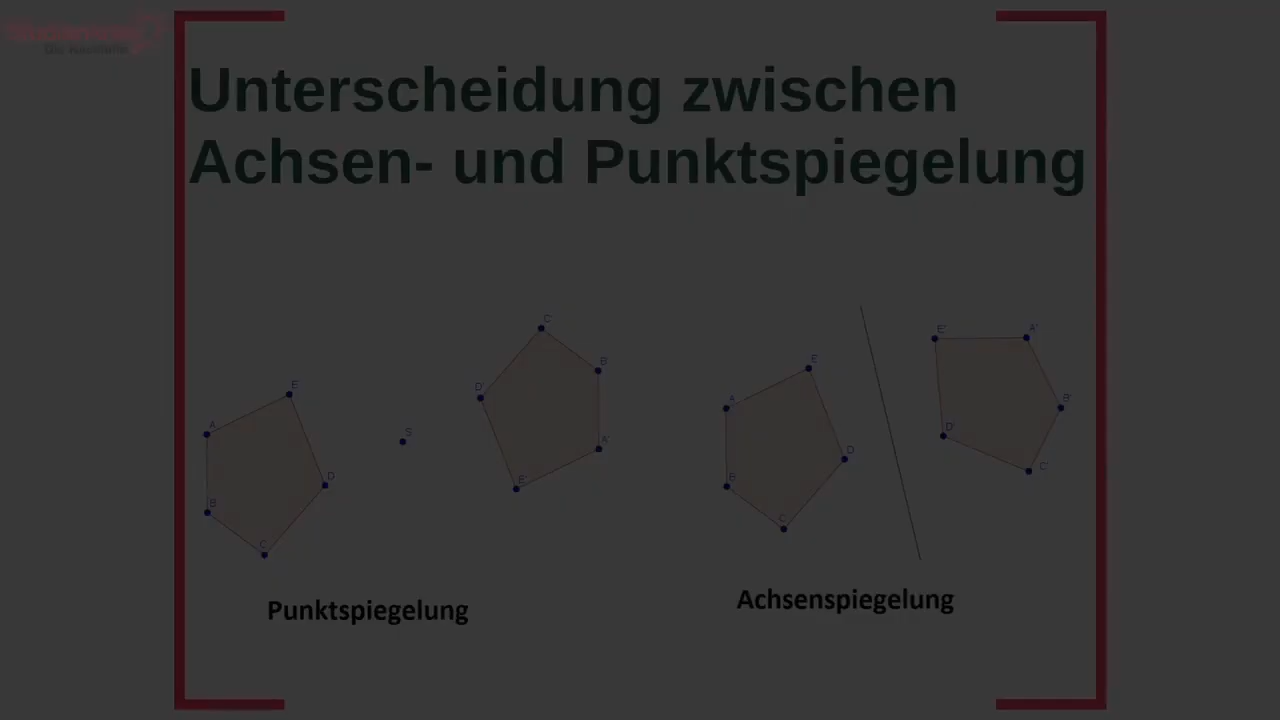 Unterscheidung zwischen
Achsen- und Punktspiegelung
C'
B'
D'
A'
E'
E
A
S
D
B
C
E
A
D
B
C
E'
A'
B'
D'
C'
Punktspiegelung
Achsenspiegelung